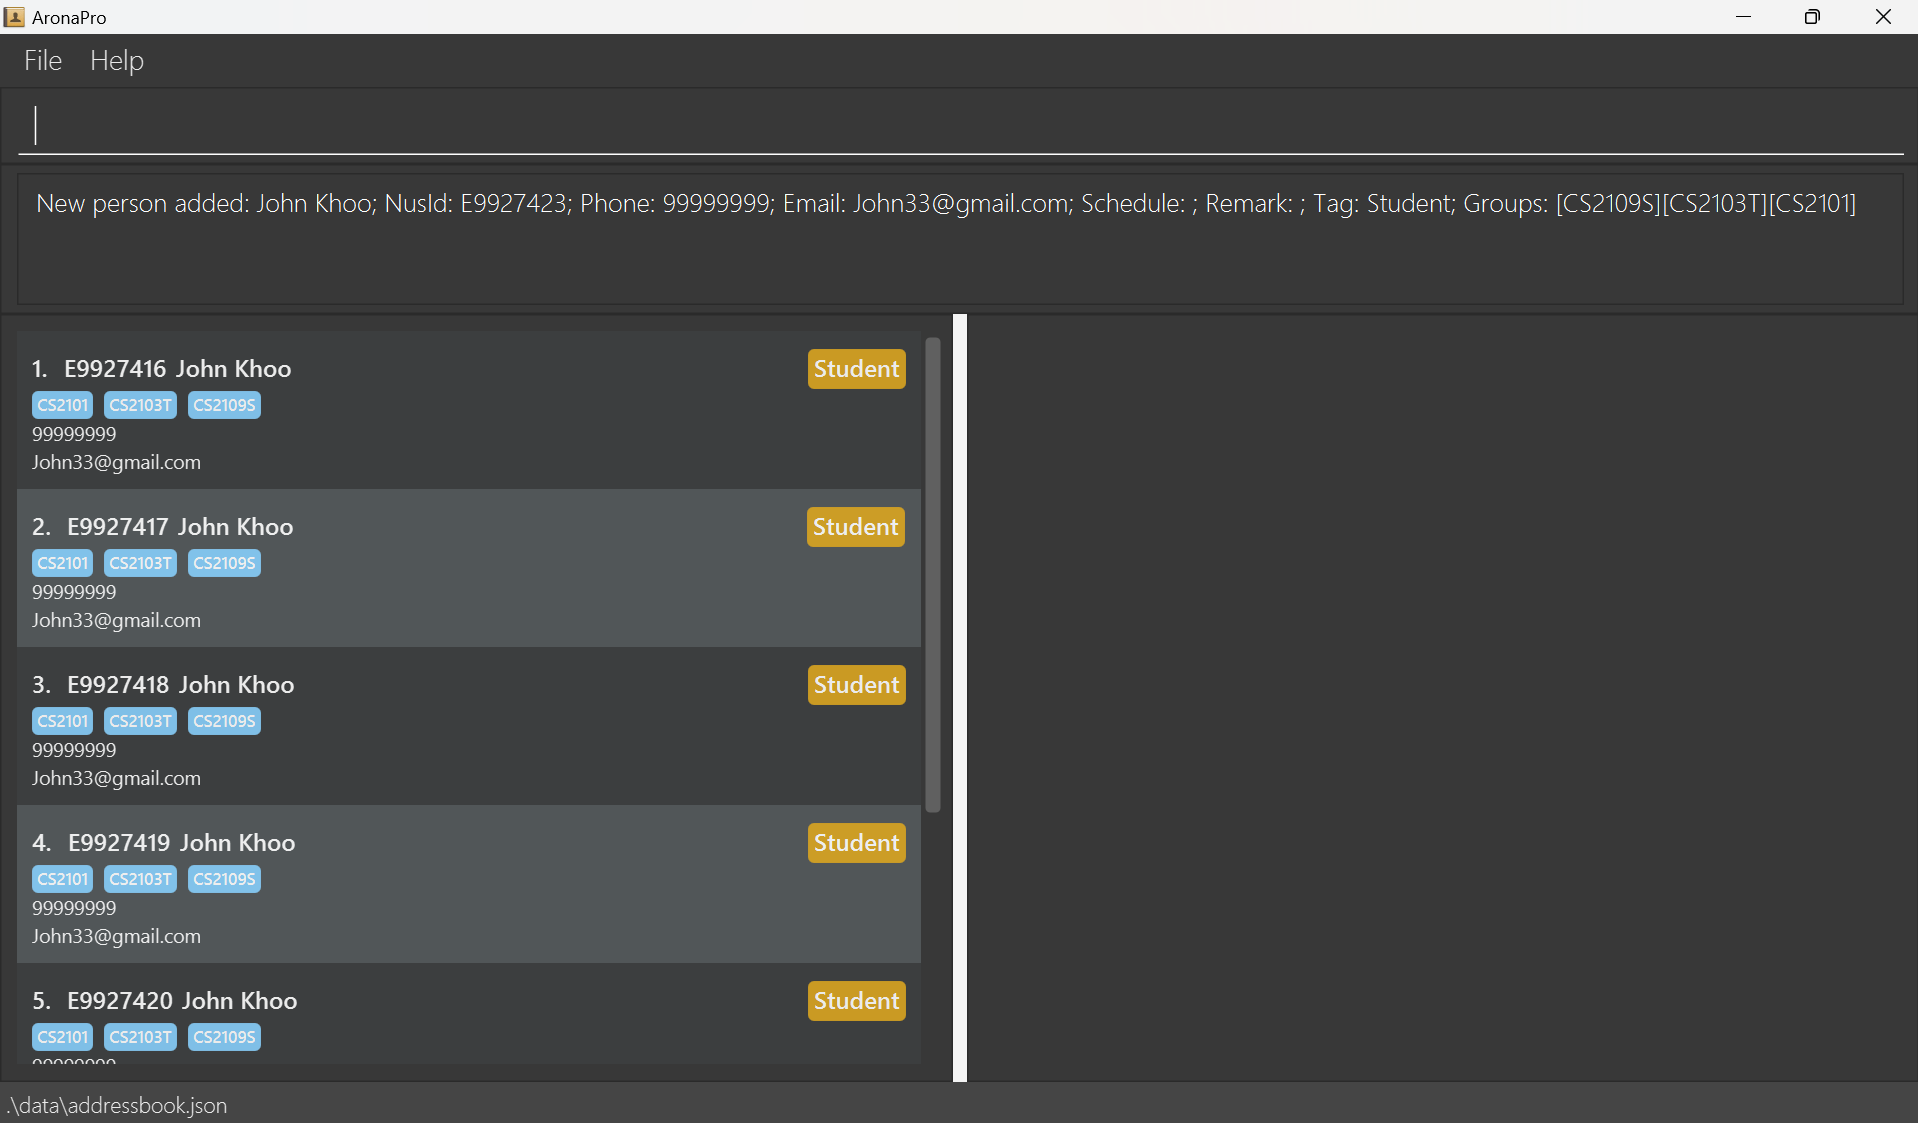 AronaPro
File Help
New person added: John Khoo; NusId: E9927423; Phone: 99999999; Email: John33@gmail.com; Schedule: ; Remark: ; Tag: Student; Groups: [CS2109S][CS2103T][CS2101]
1. E9927416 John Khoo Student
CS2101 CS2103T CS2109S
99999999
John33@gmail.com
2. E9927417 John Khoo Student
CS2101 CS2103T CS2109S
99999999
John33@gmail.com
3. E9927418 John Khoo Student
CS2101 CS2103T CS2109S
99999999
John33@gmail.com
4. E9927419 John Khoo Student
CS2101 CS2103T CS2109S
99999999
John33@gmail.com
5. E9927420 John Khoo Student
CS2101 CS2103T CS2109S
.\data\addressbook.json